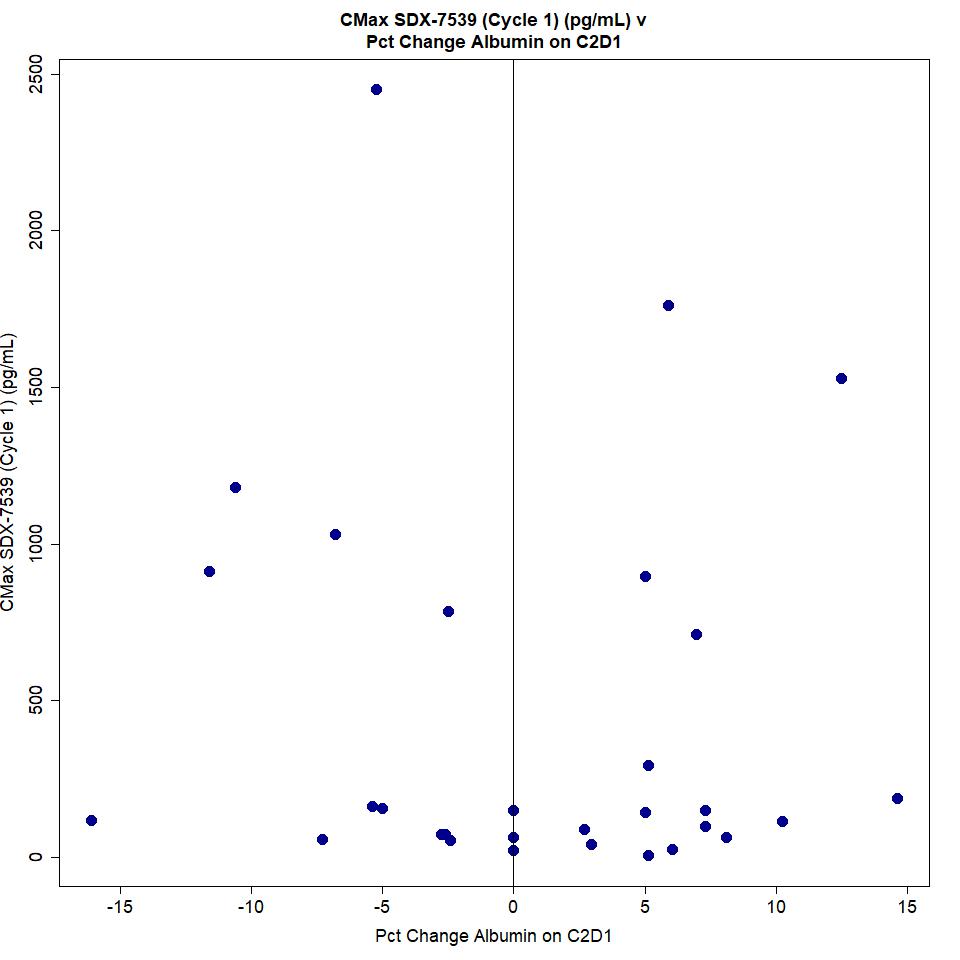 CMax SDX-7539 (Cycle 1) (pg/mL) v
Pct Change Albumin on C2D1
CMax SDX-7539 (Cycle 1) (pg/mL)
2500
2000
1500
1000
500
0
-15 -10 -5 0 5 10 15
Pct Change Albumin on C2D1